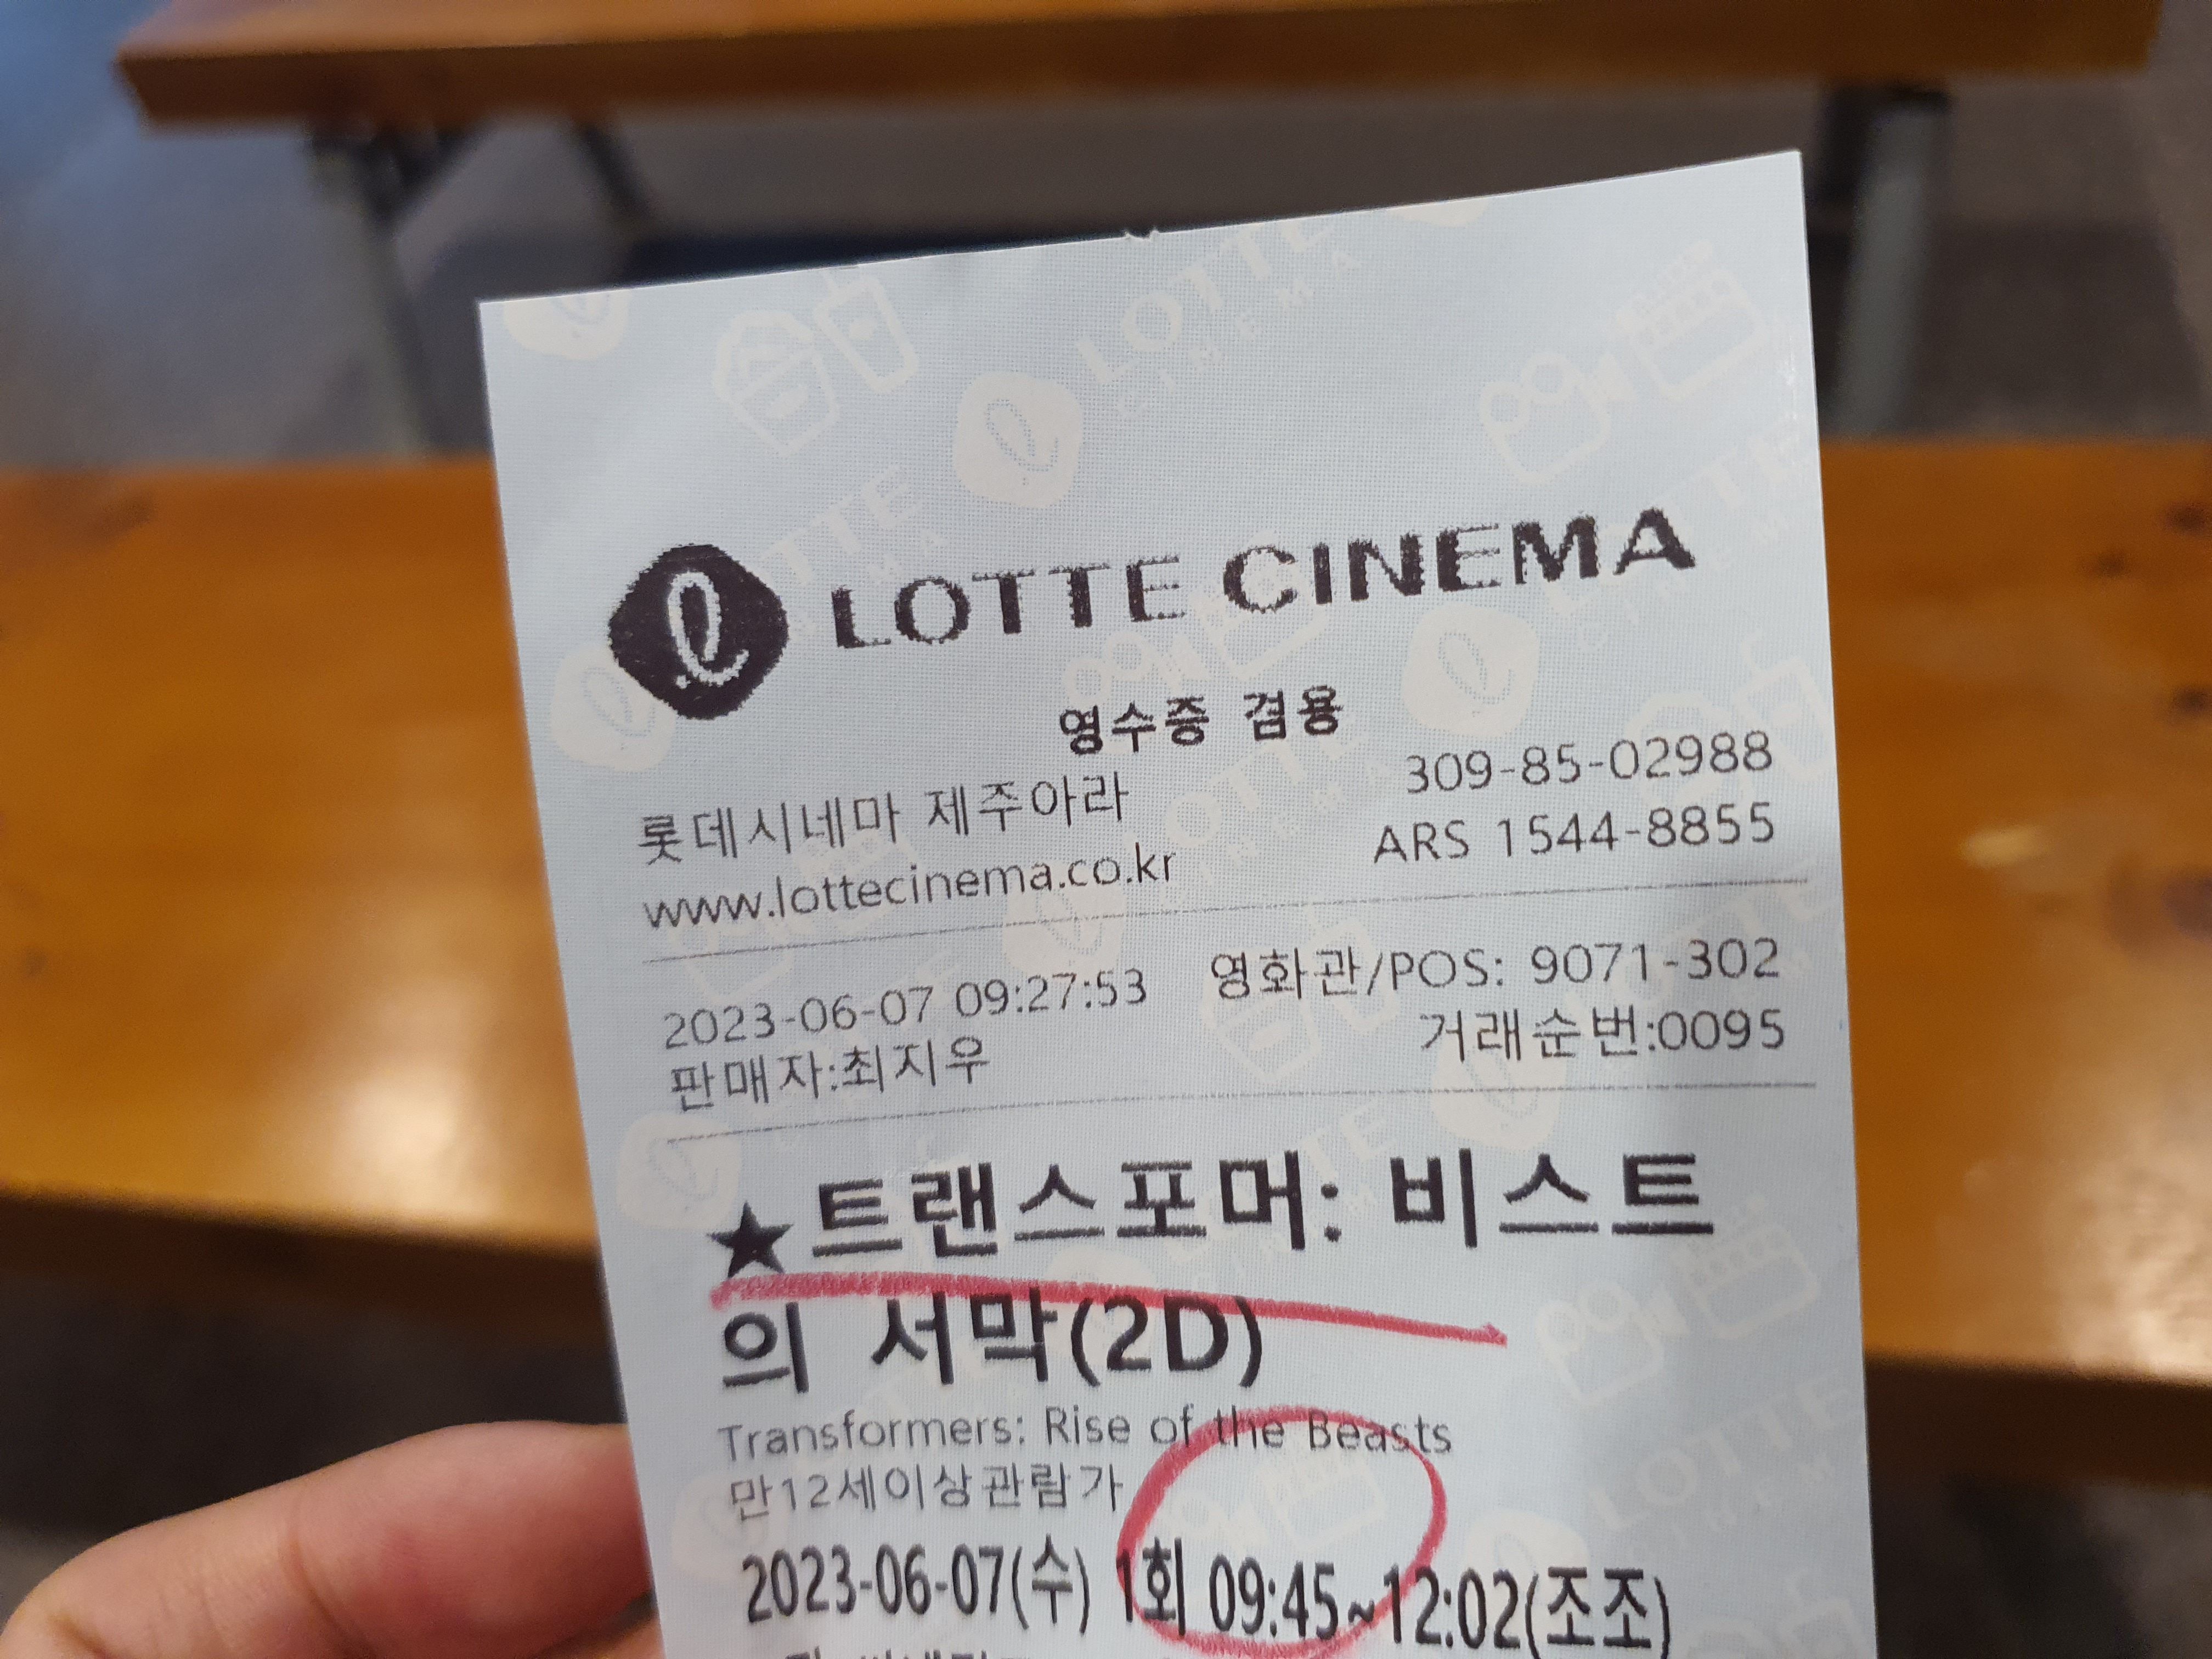 LOTTE CINEMA
영수증 겸용
309-85-02988
롯데시네마 제주아라
ARS 1544-8855
www.lottecinema.co.kr
2023-06-07 09:27:53 영화관/POS: 9071-302
판매자:최지우 거래순번:0095
★트랜스포머: 비스트
의 서막(2D)
Transformers: Rise of the Beasts
만12세이상관람가
2023-06-07(수) 1회 09:45~12:02(조조)